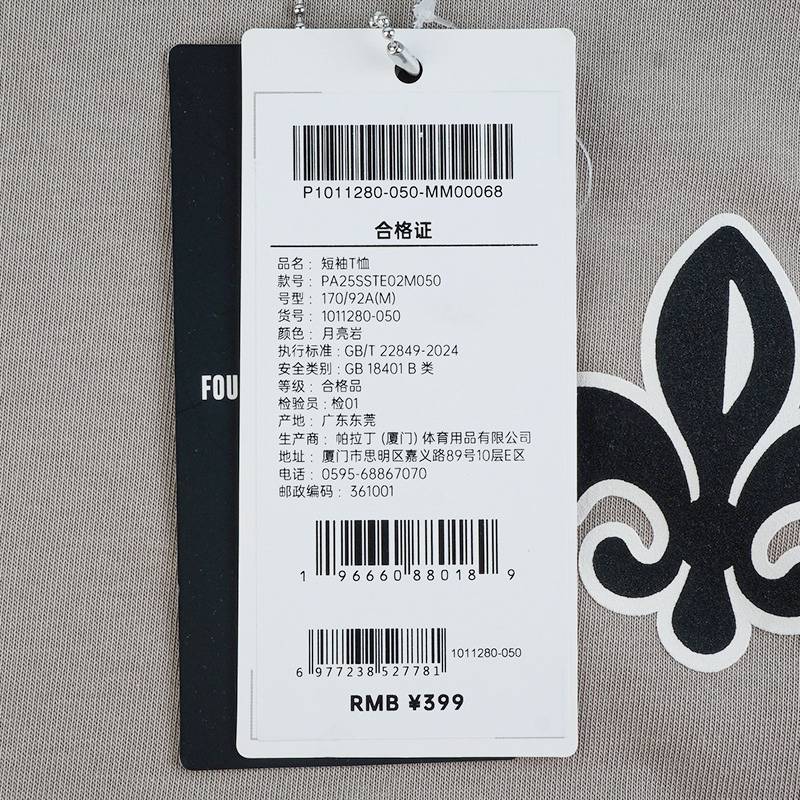 P1011280-050-MM00068
合格证
品名： 短袖T恤
款号： PA25SSTE02M050
号型： 170/92A(M)
货号： 1011280-050
颜色： 月亮岩
执行标准：GB/T 22849-2024
安全类别：GB 18401 B 类
等级： 合格品
检验员：检01
产地： 广东东莞
生产商： 帕拉丁 (厦门) 体育用品有限公司
地址： 厦门市思明区嘉义路89号10层E区
电话： 0595-68867070
邮政编码： 361001
FOU
1 96660 88018 9
6 977238 527781
1011280-050
RMB ¥399